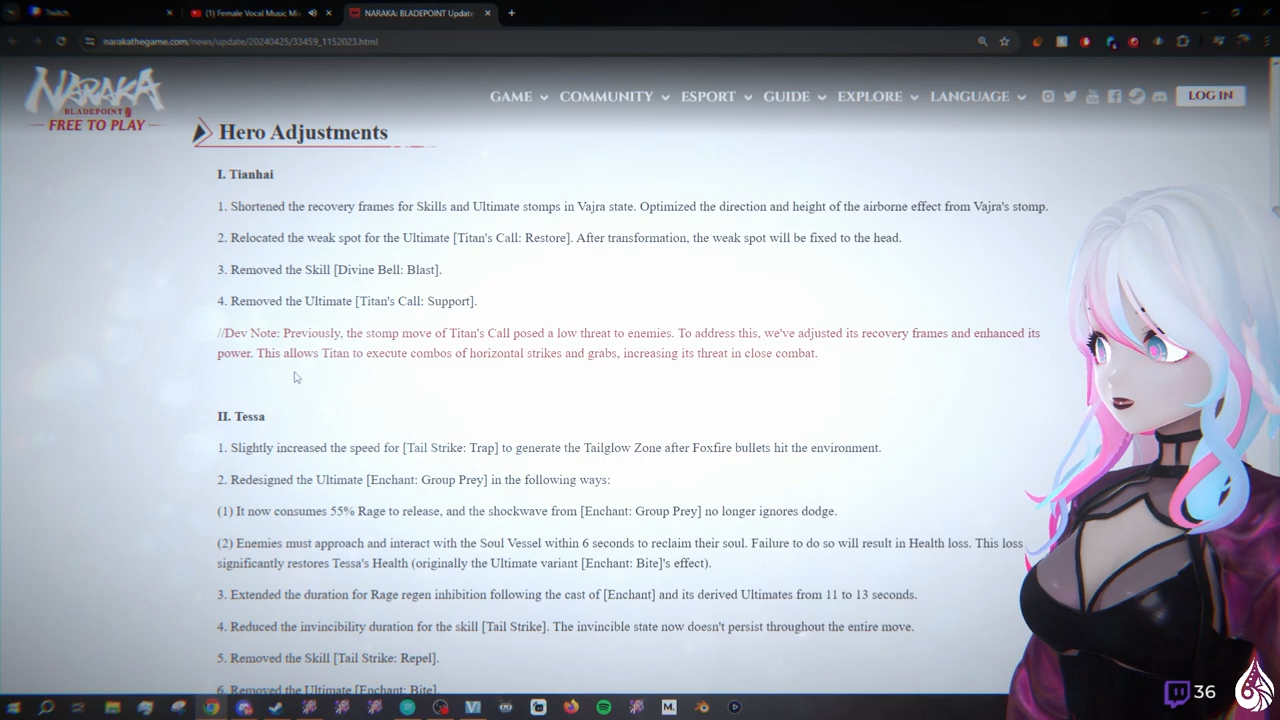 Twitch
(1) Female Vocal Music Mi
NARAKA: BLADEPOINT Update
narakathegame.com/news/update/20240425/33459_1152023.html
NARAKA
BLADEPOINT
FREE TO PLAY
GAME
COMMUNITY
ESPORT
GUIDE
EXPLORE
LANGUAGE
LOG IN
Hero Adjustments
I. Tianhai
1. Shortened the recovery frames for Skills and Ultimate stomps in Vajra state. Optimized the direction and height of the airborne effect from Vajra's stomp.
2. Relocated the weak spot for the Ultimate [Titan's Call: Restore]. After transformation, the weak spot will be fixed to the head.
3. Removed the Skill [Divine Bell: Blast].
4. Removed the Ultimate [Titan's Call: Support].
//Dev Note: Previously, the stomp move of Titan's Call posed a low threat to enemies. To address this, we've adjusted its recovery frames and enhanced its
power. This allows Titan to execute combos of horizontal strikes and grabs, increasing its threat in close combat.
II. Tessa
1. Slightly increased the speed for [Tail Strike: Trap] to generate the Tailglow Zone after Foxfire bullets hit the environment.
2. Redesigned the Ultimate [Enchant: Group Prey] in the following ways:
(1) It now consumes 55% Rage to release, and the shockwave from [Enchant: Group Prey] no longer ignores dodge.
(2) Enemies must approach and interact with the Soul Vessel within 6 seconds to reclaim their soul. Failure to do so will result in Health loss. This loss
significantly restores Tessa's Health (originally the Ultimate variant [Enchant: Bite]'s effect).
3. Extended the duration for Rage regen inhibition following the cast of [Enchant] and its derived Ultimates from 11 to 13 seconds.
4. Reduced the invincibility duration for the skill [Tail Strike]. The invincible state now doesn't persist throughout the entire move.
5. Removed the Skill [Tail Strike: Repel].
6. Removed the Ultimate [Enchant: Bite].
M.
36